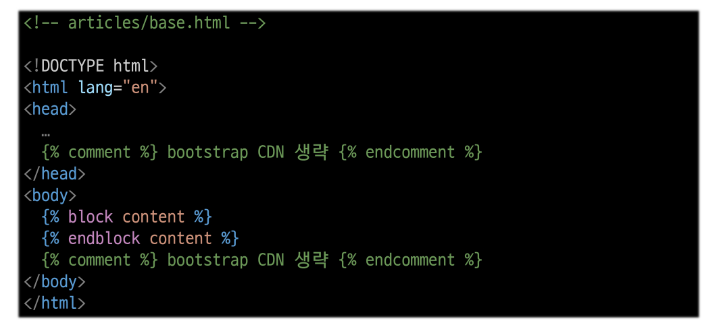 <!-- articles/base.html -->
<!DOCTYPE html>
<html lang="en">
<head>
…
{% comment %} bootstrap CDN 생략 {% endcomment %}
</head>
<body>
{% block content %}
{% endblock content %}
{% comment %} bootstrap CDN 생략 {% endcomment %}
</body>
</html>